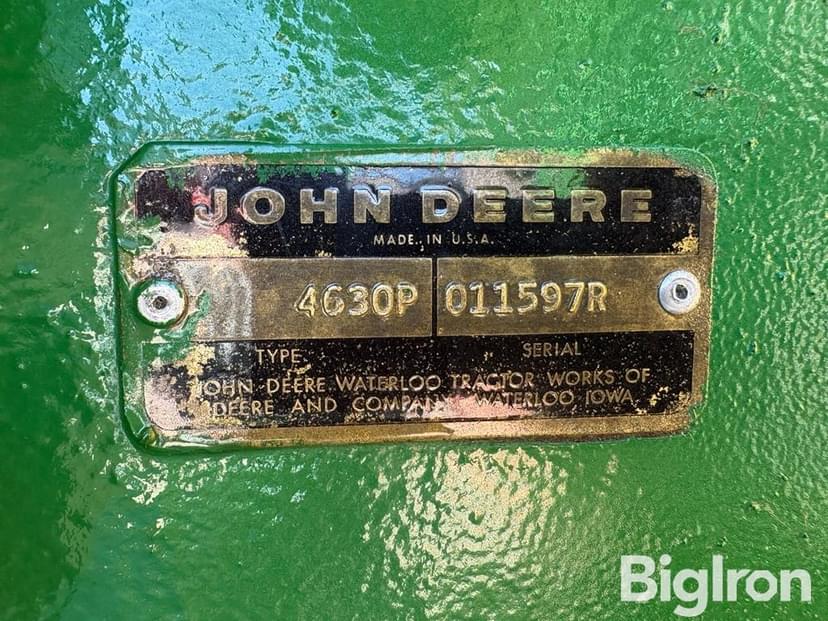 JOHN DEERE
MADE IN U.S.A.
4630P 011597R
TYPE SERIAL
JOHN DEERE WATERLOO TRACTOR WORKS OF
DEERE AND COMPANY WATERLOO, IOWA
BigIron